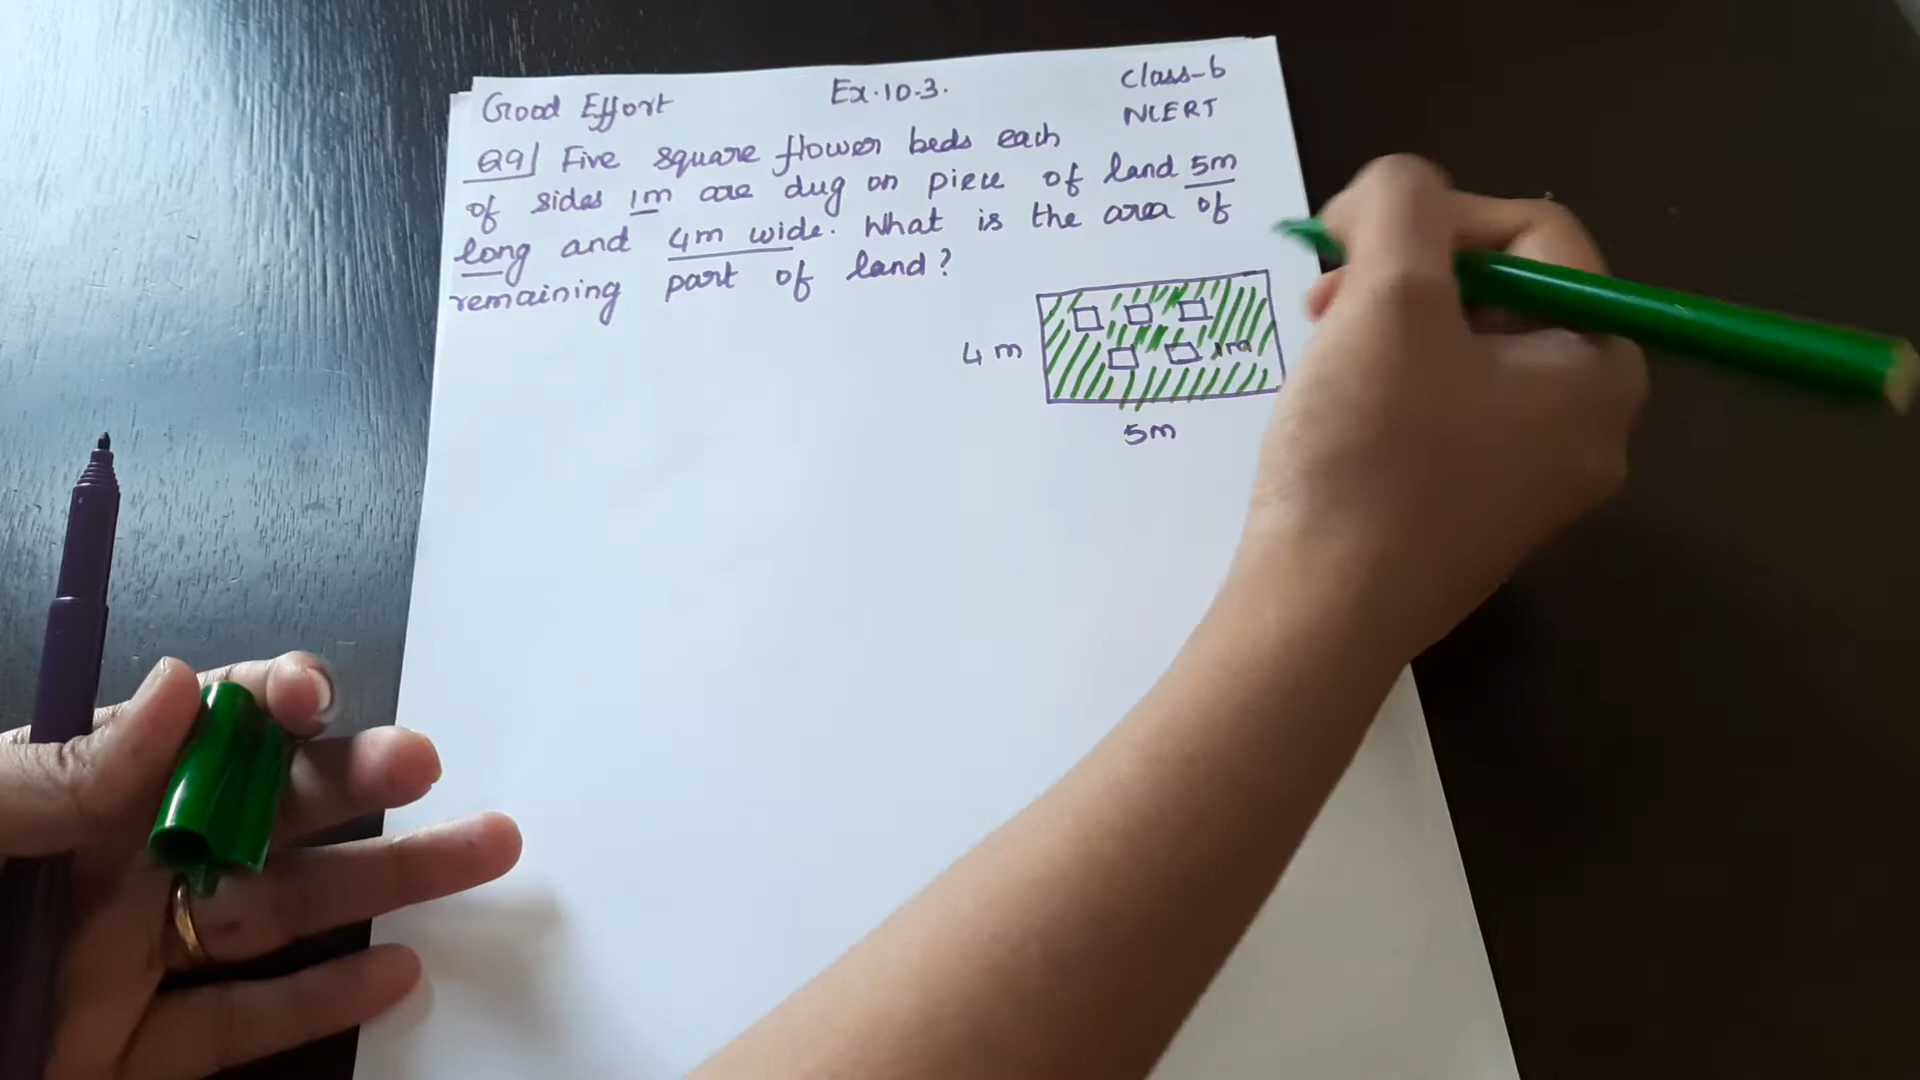 Good Effort
Ex.10.3.
Class-6
NCERT
Q9| Five square flower beds each
of sides 1m are dug on piece of land 5m
long and 4m wide. What is the area of
remaining part of land?
4m
1m
5m